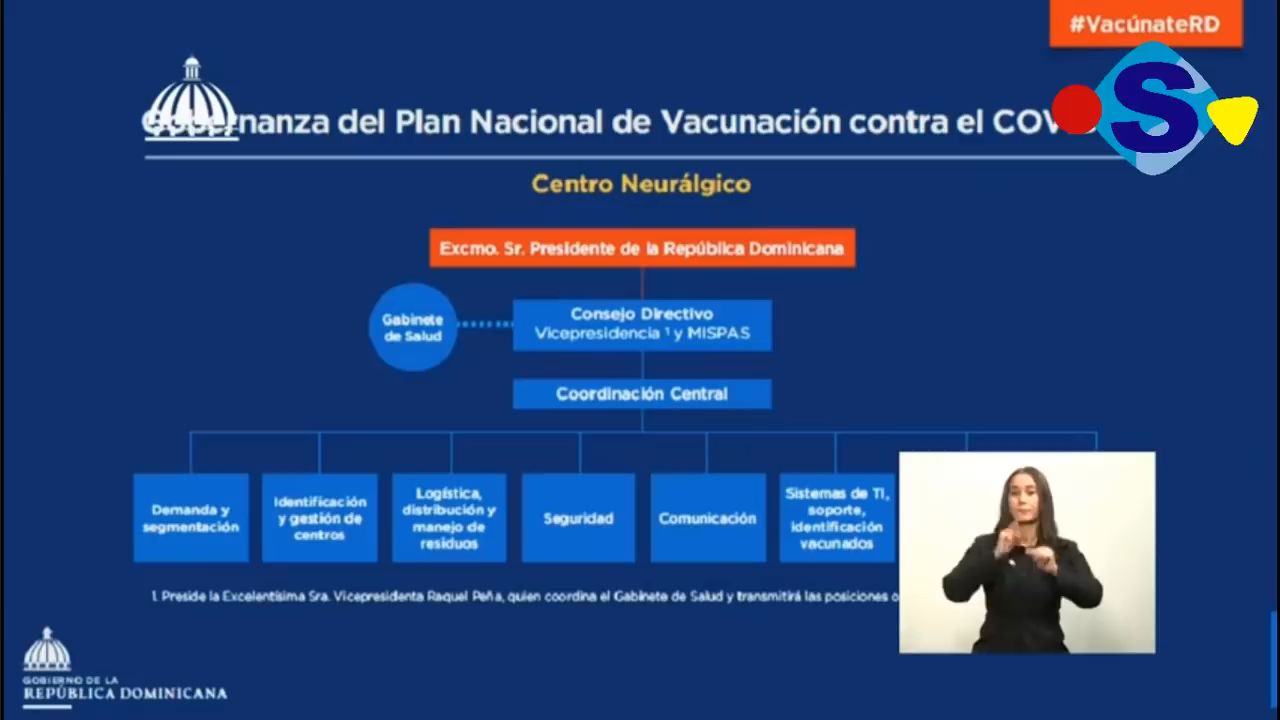 #VacúnateRD
S
Gobernanza del Plan Nacional de Vacunación contra el
Centro Neurálgico
Excmo. Sr. Presidente de la República Dominicana
Gabinete
de Salud
Consejo Directivo
Vicepresidencia ¹ y MISPAS
Coordinación Central
Demanda y
segmentación
Identificación
y gestión de
centros
Logística,
distribución y
manejo de
residuos
Seguridad
Comunicación
Sistemas de TI,
soporte,
identificación
vacunados
1. Preside la Excelentísima Sra. Vicepresidenta Raquel Peña, quien coordina el Gabinete de Salud y transmitirá las posiciones
GOBIERNO DE LA
REPÚBLICA DOMINICANA